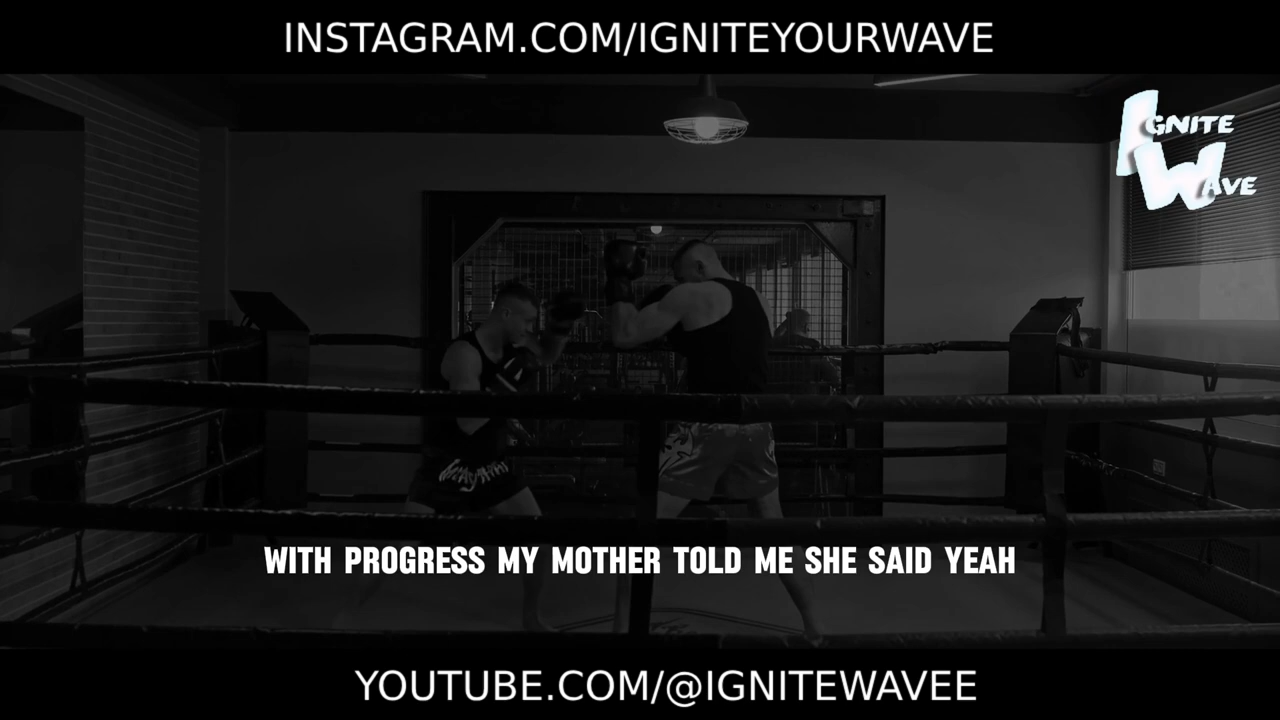 INSTAGRAM.COM/IGNITEYOURWAVE
IGNITE
WAVE
WITH PROGRESS MY MOTHER TOLD ME SHE SAID YEAH
YOUTUBE.COM/@IGNITEWAVEE